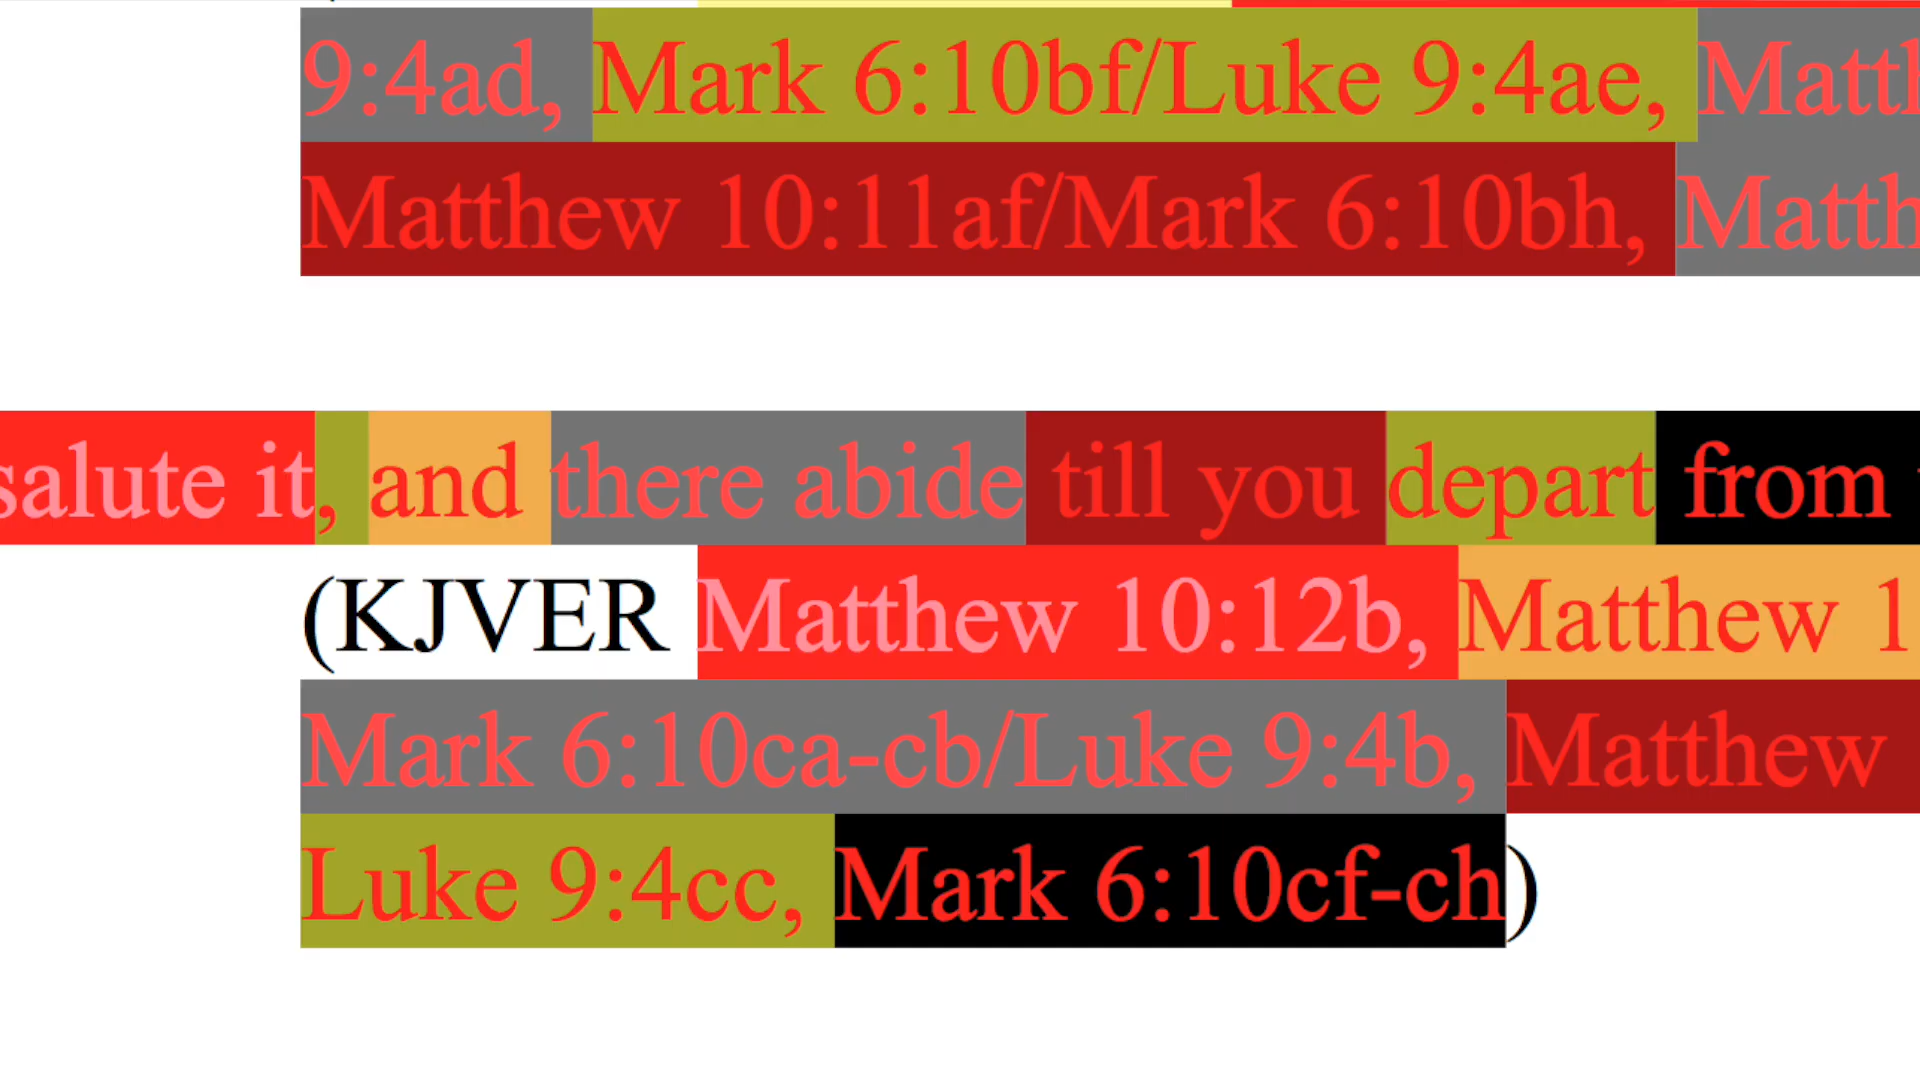 9:4ad, Mark 6:10bf/Luke 9:4ae,
Matthew 10:11af/Mark 6:10bh,
salute it, and there abide till you depart from
(KJVER Matthew 10:12b, Matthew 1
Mark 6:10ca-cb/Luke 9:4b, Matthew
Luke 9:4cc, Mark 6:10cf-ch)